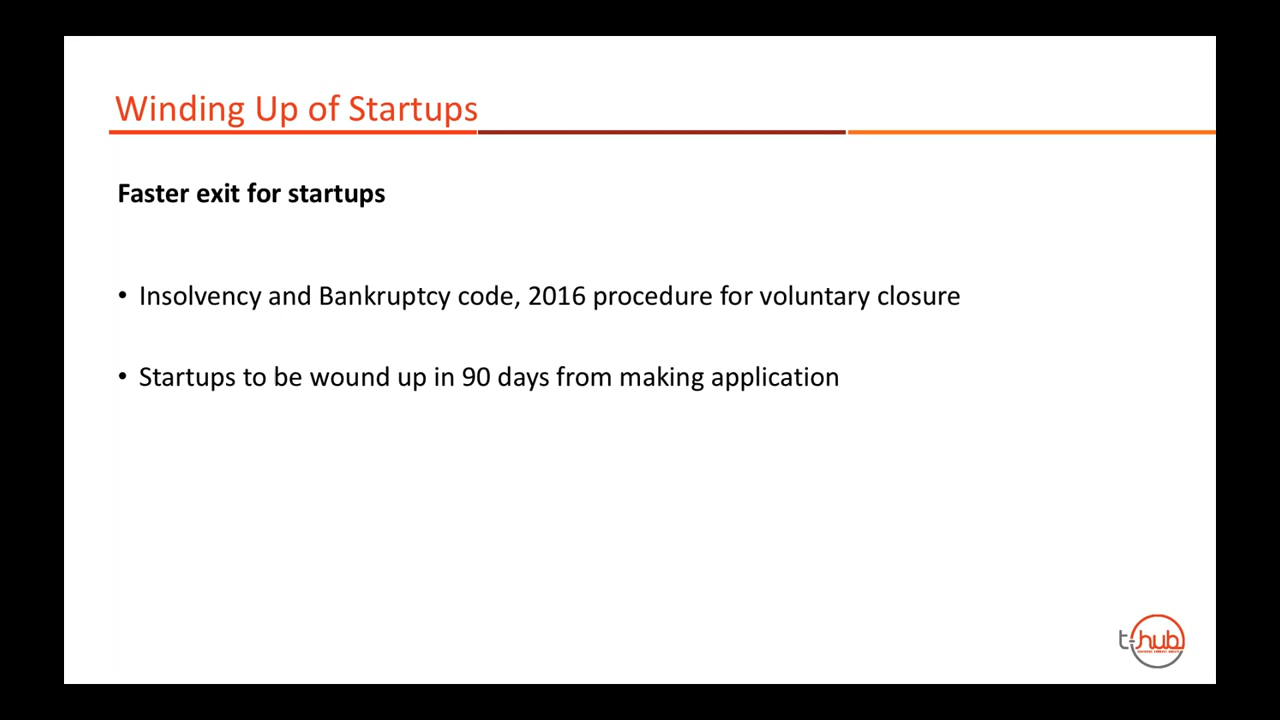 Winding Up of Startups
Faster exit for startups
• Insolvency and Bankruptcy code, 2016 procedure for voluntary closure
• Startups to be wound up in 90 days from making application
t-hub